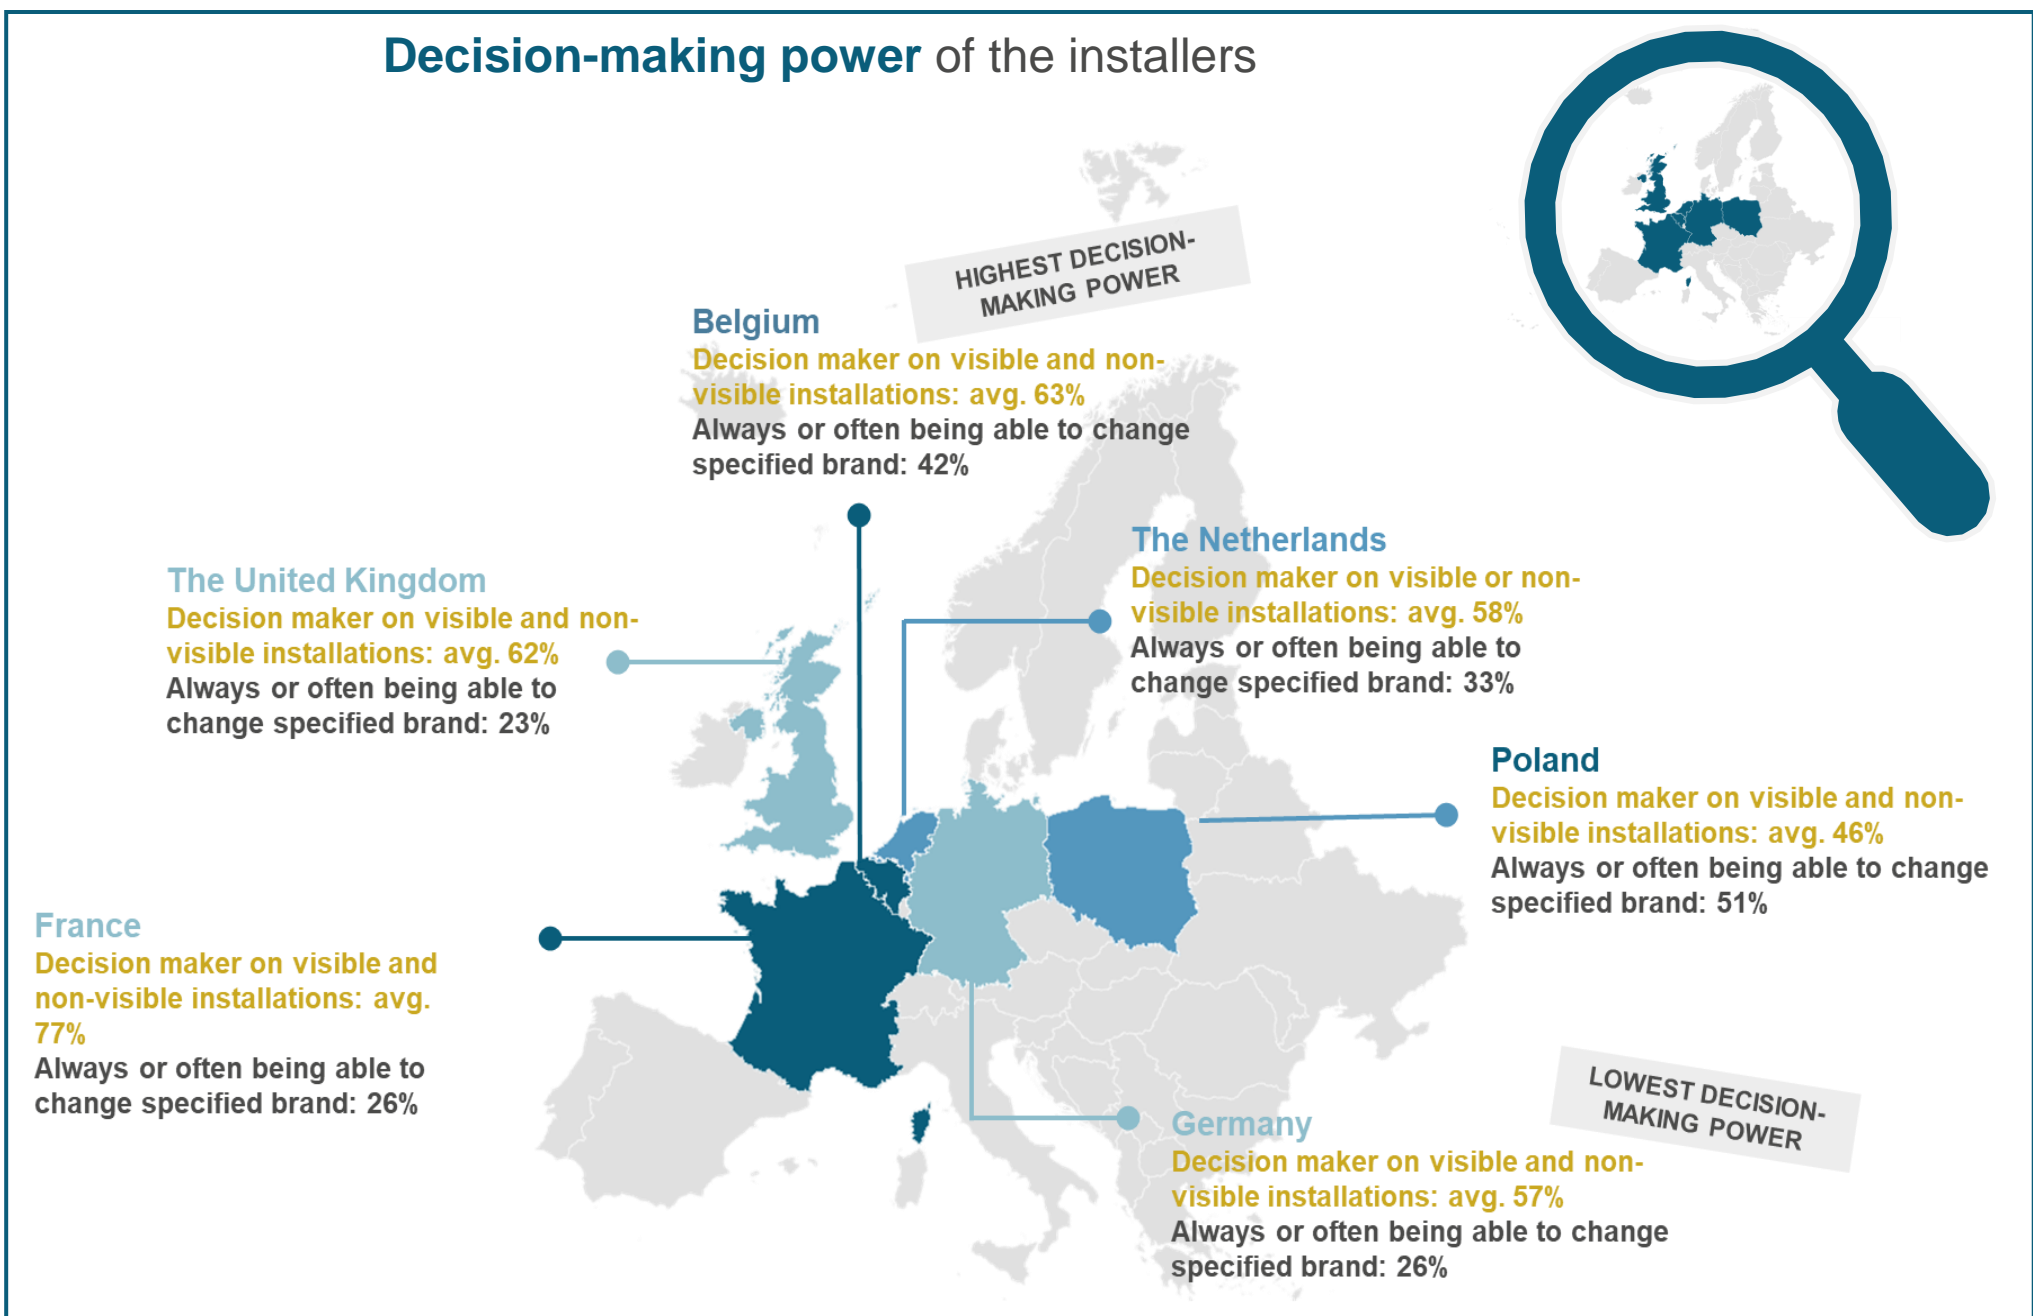 Decision-making power of the installers
HIGHEST DECISION-
MAKING POWER
Belgium
Decision maker on visible and non-
visible installations: avg. 63%
Always or often being able to change
specified brand: 42%
The Netherlands
Decision maker on visible or non-
visible installations: avg. 58%
Always or often being able to
change specified brand: 33%
The United Kingdom
Decision maker on visible and non-
visible installations: avg. 62%
Always or often being able to
change specified brand: 23%
Poland
Decision maker on visible and non-
visible installations: avg. 46%
Always or often being able to change
specified brand: 51%
France
Decision maker on visible and
non-visible installations: avg.
77%
Always or often being able to
change specified brand: 26%
LOWEST DECISION-
MAKING POWER
Germany
Decision maker on visible and non-
visible installations: avg. 57%
Always or often being able to change
specified brand: 26%